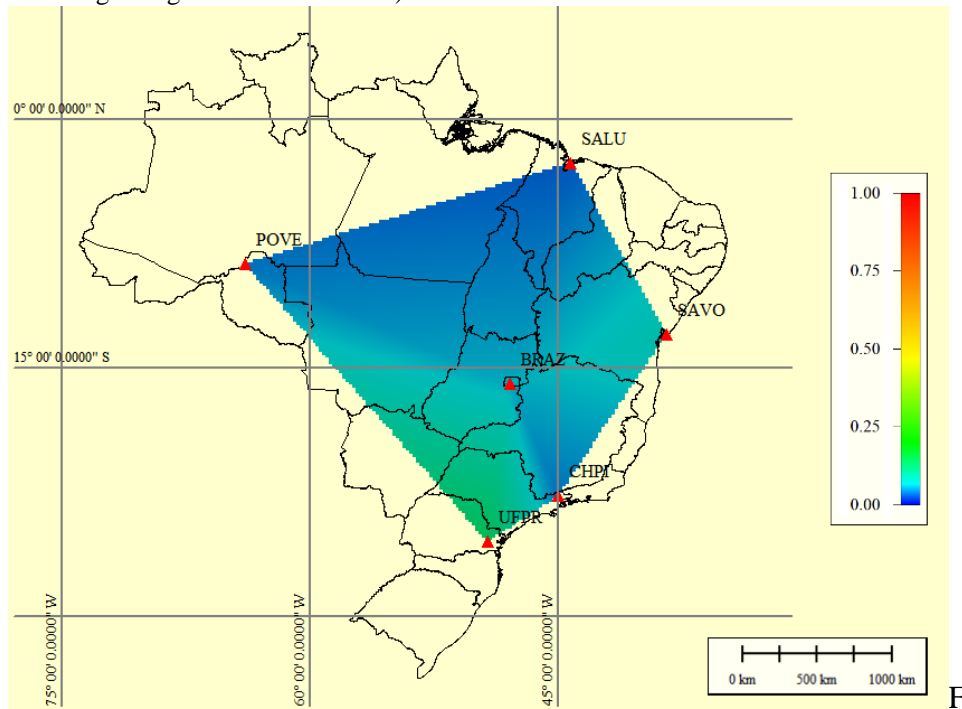 0° 00' 0.0000" N
SALU
1.00
POVE
0.75
SAVO
0.50
15° 00' 0.0000" S
BRAZ
0.25
CHPI
0.00
UFPR
75° 00' 0.0000" W
60° 00' 0.0000" W
45° 00' 0.0000" W
0 km 500 km 1000 km
F